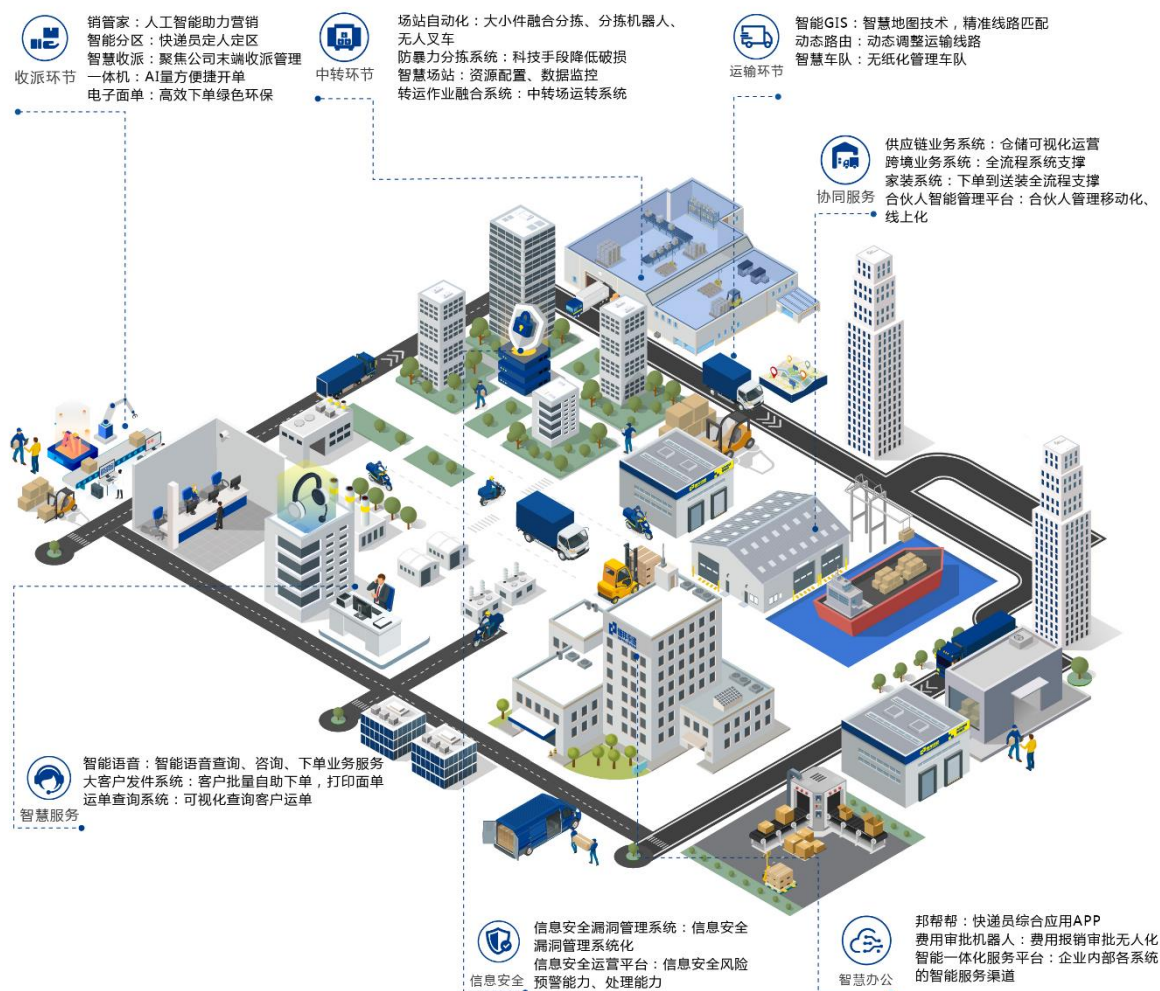 销管家：人工智能助力营销
智能分区：快递员定人定区
智慧收派：聚焦公司末端收派管理
一体机：AI量方便捷开单
电子面单：高效下单绿色环保
收派环节
场站自动化：大小件融合分拣、分拣机器人、
无人叉车
防暴力分拣系统：科技手段降低破损
智慧场站：资源配置、数据监控
转运作业融合系统：中转场运转系统
中转环节
智能GIS：智慧地图技术，精准线路匹配
动态路由：动态调整运输线路
智慧车队：无纸化管理车队
运输环节
供应链业务系统：仓储可视化运营
跨境业务系统：全流程系统支撑
家装系统：下单到送装全流程支撑
合伙人智能管理平台：合伙人管理移动化、
线上化
协同服务
智能语音：智能语音查询、咨询、下单业务服务
大客户发件系统：客户批量自助下单，打印面单
运单查询系统：可视化查询客户运单
智慧服务
信息安全漏洞管理系统：信息安全
漏洞管理系统化
信息安全运营平台：信息安全风险
预警能力、处理能力
信息安全
邦帮帮：快递员综合应用APP
费用审批机器人：费用报销审批无人化
智能一体化服务平台：企业内部各系统
的智能服务渠道
智慧办公